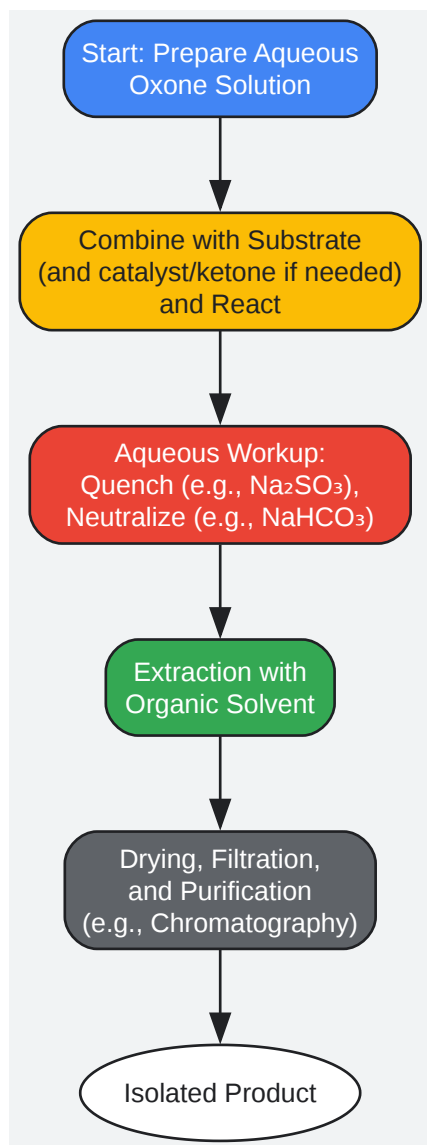 Start: Prepare Aqueous
Oxone Solution
Combine with Substrate
(and catalyst/ketone if needed)
and React
Aqueous Workup:
Quench (e.g., Na₂SO₃),
Neutralize (e.g., NaHCO₃)
Extraction with
Organic Solvent
Drying, Filtration,
and Purification
(e.g., Chromatography)
Isolated Product